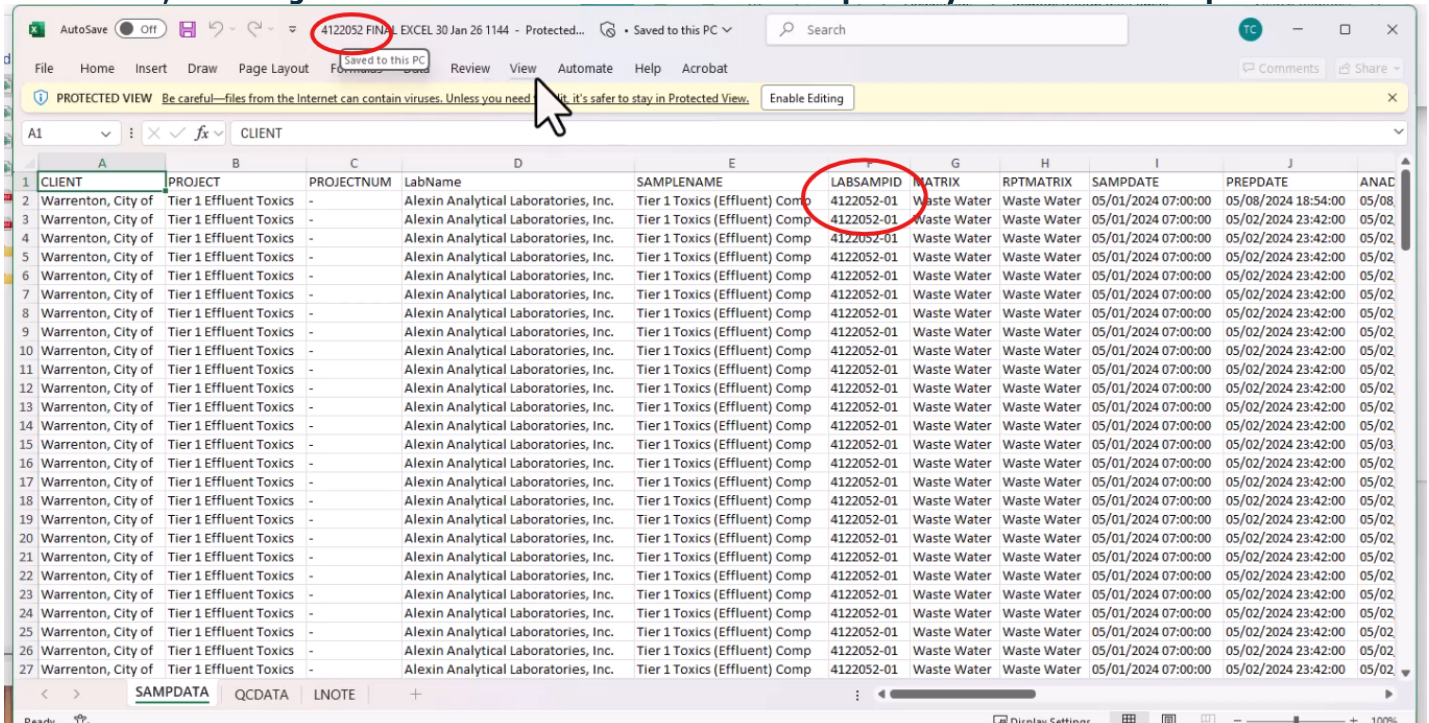 AutoSave Off 4122052 FINAL EXCEL 30 Jan 26 1144 - Protected... • Saved to this PC Search TC
Saved to this PC
File Home Insert Draw Page Layout Formulas Data Review View Automate Help Acrobat Comments Share
PROTECTED VIEW Be careful—files from the Internet can contain viruses. Unless you need to edit, it's safer to stay in Protected View. Enable Editing
A1 fx CLIENT
A B C D E F G H I J
1 CLIENT PROJECT PROJECTNUM LabName SAMPLENAME LABSAMPID MATRIX RPTMATRIX SAMPDATE PREPDATE ANAD
2 Warrenton, City of Tier 1 Effluent Toxics - Alexin Analytical Laboratories, Inc. Tier 1 Toxics (Effluent) Comp 4122052-01 Waste Water Waste Water 05/01/2024 07:00:00 05/08/2024 18:54:00 05/08
3 Warrenton, City of Tier 1 Effluent Toxics - Alexin Analytical Laboratories, Inc. Tier 1 Toxics (Effluent) Comp 4122052-01 Waste Water Waste Water 05/01/2024 07:00:00 05/02/2024 23:42:00 05/02
4 Warrenton, City of Tier 1 Effluent Toxics - Alexin Analytical Laboratories, Inc. Tier 1 Toxics (Effluent) Comp 4122052-01 Waste Water Waste Water 05/01/2024 07:00:00 05/02/2024 23:42:00 05/02
5 Warrenton, City of Tier 1 Effluent Toxics - Alexin Analytical Laboratories, Inc. Tier 1 Toxics (Effluent) Comp 4122052-01 Waste Water Waste Water 05/01/2024 07:00:00 05/02/2024 23:42:00 05/02
6 Warrenton, City of Tier 1 Effluent Toxics - Alexin Analytical Laboratories, Inc. Tier 1 Toxics (Effluent) Comp 4122052-01 Waste Water Waste Water 05/01/2024 07:00:00 05/02/2024 23:42:00 05/02
7 Warrenton, City of Tier 1 Effluent Toxics - Alexin Analytical Laboratories, Inc. Tier 1 Toxics (Effluent) Comp 4122052-01 Waste Water Waste Water 05/01/2024 07:00:00 05/02/2024 23:42:00 05/02
8 Warrenton, City of Tier 1 Effluent Toxics - Alexin Analytical Laboratories, Inc. Tier 1 Toxics (Effluent) Comp 4122052-01 Waste Water Waste Water 05/01/2024 07:00:00 05/02/2024 23:42:00 05/02
9 Warrenton, City of Tier 1 Effluent Toxics - Alexin Analytical Laboratories, Inc. Tier 1 Toxics (Effluent) Comp 4122052-01 Waste Water Waste Water 05/01/2024 07:00:00 05/02/2024 23:42:00 05/02
10 Warrenton, City of Tier 1 Effluent Toxics - Alexin Analytical Laboratories, Inc. Tier 1 Toxics (Effluent) Comp 4122052-01 Waste Water Waste Water 05/01/2024 07:00:00 05/02/2024 23:42:00 05/02
11 Warrenton, City of Tier 1 Effluent Toxics - Alexin Analytical Laboratories, Inc. Tier 1 Toxics (Effluent) Comp 4122052-01 Waste Water Waste Water 05/01/2024 07:00:00 05/02/2024 23:42:00 05/02
12 Warrenton, City of Tier 1 Effluent Toxics - Alexin Analytical Laboratories, Inc. Tier 1 Toxics (Effluent) Comp 4122052-01 Waste Water Waste Water 05/01/2024 07:00:00 05/02/2024 23:42:00 05/02
13 Warrenton, City of Tier 1 Effluent Toxics - Alexin Analytical Laboratories, Inc. Tier 1 Toxics (Effluent) Comp 4122052-01 Waste Water Waste Water 05/01/2024 07:00:00 05/02/2024 23:42:00 05/02
14 Warrenton, City of Tier 1 Effluent Toxics - Alexin Analytical Laboratories, Inc. Tier 1 Toxics (Effluent) Comp 4122052-01 Waste Water Waste Water 05/01/2024 07:00:00 05/02/2024 23:42:00 05/02
15 Warrenton, City of Tier 1 Effluent Toxics - Alexin Analytical Laboratories, Inc. Tier 1 Toxics (Effluent) Comp 4122052-01 Waste Water Waste Water 05/01/2024 07:00:00 05/02/2024 23:42:00 05/03
16 Warrenton, City of Tier 1 Effluent Toxics - Alexin Analytical Laboratories, Inc. Tier 1 Toxics (Effluent) Comp 4122052-01 Waste Water Waste Water 05/01/2024 07:00:00 05/02/2024 23:42:00 05/02
17 Warrenton, City of Tier 1 Effluent Toxics - Alexin Analytical Laboratories, Inc. Tier 1 Toxics (Effluent) Comp 4122052-01 Waste Water Waste Water 05/01/2024 07:00:00 05/02/2024 23:42:00 05/02
18 Warrenton, City of Tier 1 Effluent Toxics - Alexin Analytical Laboratories, Inc. Tier 1 Toxics (Effluent) Comp 4122052-01 Waste Water Waste Water 05/01/2024 07:00:00 05/02/2024 23:42:00 05/02
19 Warrenton, City of Tier 1 Effluent Toxics - Alexin Analytical Laboratories, Inc. Tier 1 Toxics (Effluent) Comp 4122052-01 Waste Water Waste Water 05/01/2024 07:00:00 05/02/2024 23:42:00 05/02
20 Warrenton, City of Tier 1 Effluent Toxics - Alexin Analytical Laboratories, Inc. Tier 1 Toxics (Effluent) Comp 4122052-01 Waste Water Waste Water 05/01/2024 07:00:00 05/02/2024 23:42:00 05/02
21 Warrenton, City of Tier 1 Effluent Toxics - Alexin Analytical Laboratories, Inc. Tier 1 Toxics (Effluent) Comp 4122052-01 Waste Water Waste Water 05/01/2024 07:00:00 05/02/2024 23:42:00 05/02
22 Warrenton, City of Tier 1 Effluent Toxics - Alexin Analytical Laboratories, Inc. Tier 1 Toxics (Effluent) Comp 4122052-01 Waste Water Waste Water 05/01/2024 07:00:00 05/02/2024 23:42:00 05/02
23 Warrenton, City of Tier 1 Effluent Toxics - Alexin Analytical Laboratories, Inc. Tier 1 Toxics (Effluent) Comp 4122052-01 Waste Water Waste Water 05/01/2024 07:00:00 05/02/2024 23:42:00 05/02
24 Warrenton, City of Tier 1 Effluent Toxics - Alexin Analytical Laboratories, Inc. Tier 1 Toxics (Effluent) Comp 4122052-01 Waste Water Waste Water 05/01/2024 07:00:00 05/02/2024 23:42:00 05/02
25 Warrenton, City of Tier 1 Effluent Toxics - Alexin Analytical Laboratories, Inc. Tier 1 Toxics (Effluent) Comp 4122052-01 Waste Water Waste Water 05/01/2024 07:00:00 05/02/2024 23:42:00 05/02
26 Warrenton, City of Tier 1 Effluent Toxics - Alexin Analytical Laboratories, Inc. Tier 1 Toxics (Effluent) Comp 4122052-01 Waste Water Waste Water 05/01/2024 07:00:00 05/02/2024 23:42:00 05/02
27 Warrenton, City of Tier 1 Effluent Toxics - Alexin Analytical Laboratories, Inc. Tier 1 Toxics (Effluent) Comp 4122052-01 Waste Water Waste Water 05/01/2024 07:00:00 05/02/2024 23:42:00 05/02
SAMPDATA QCDATA LNOTE
Ready Display Settings 100%